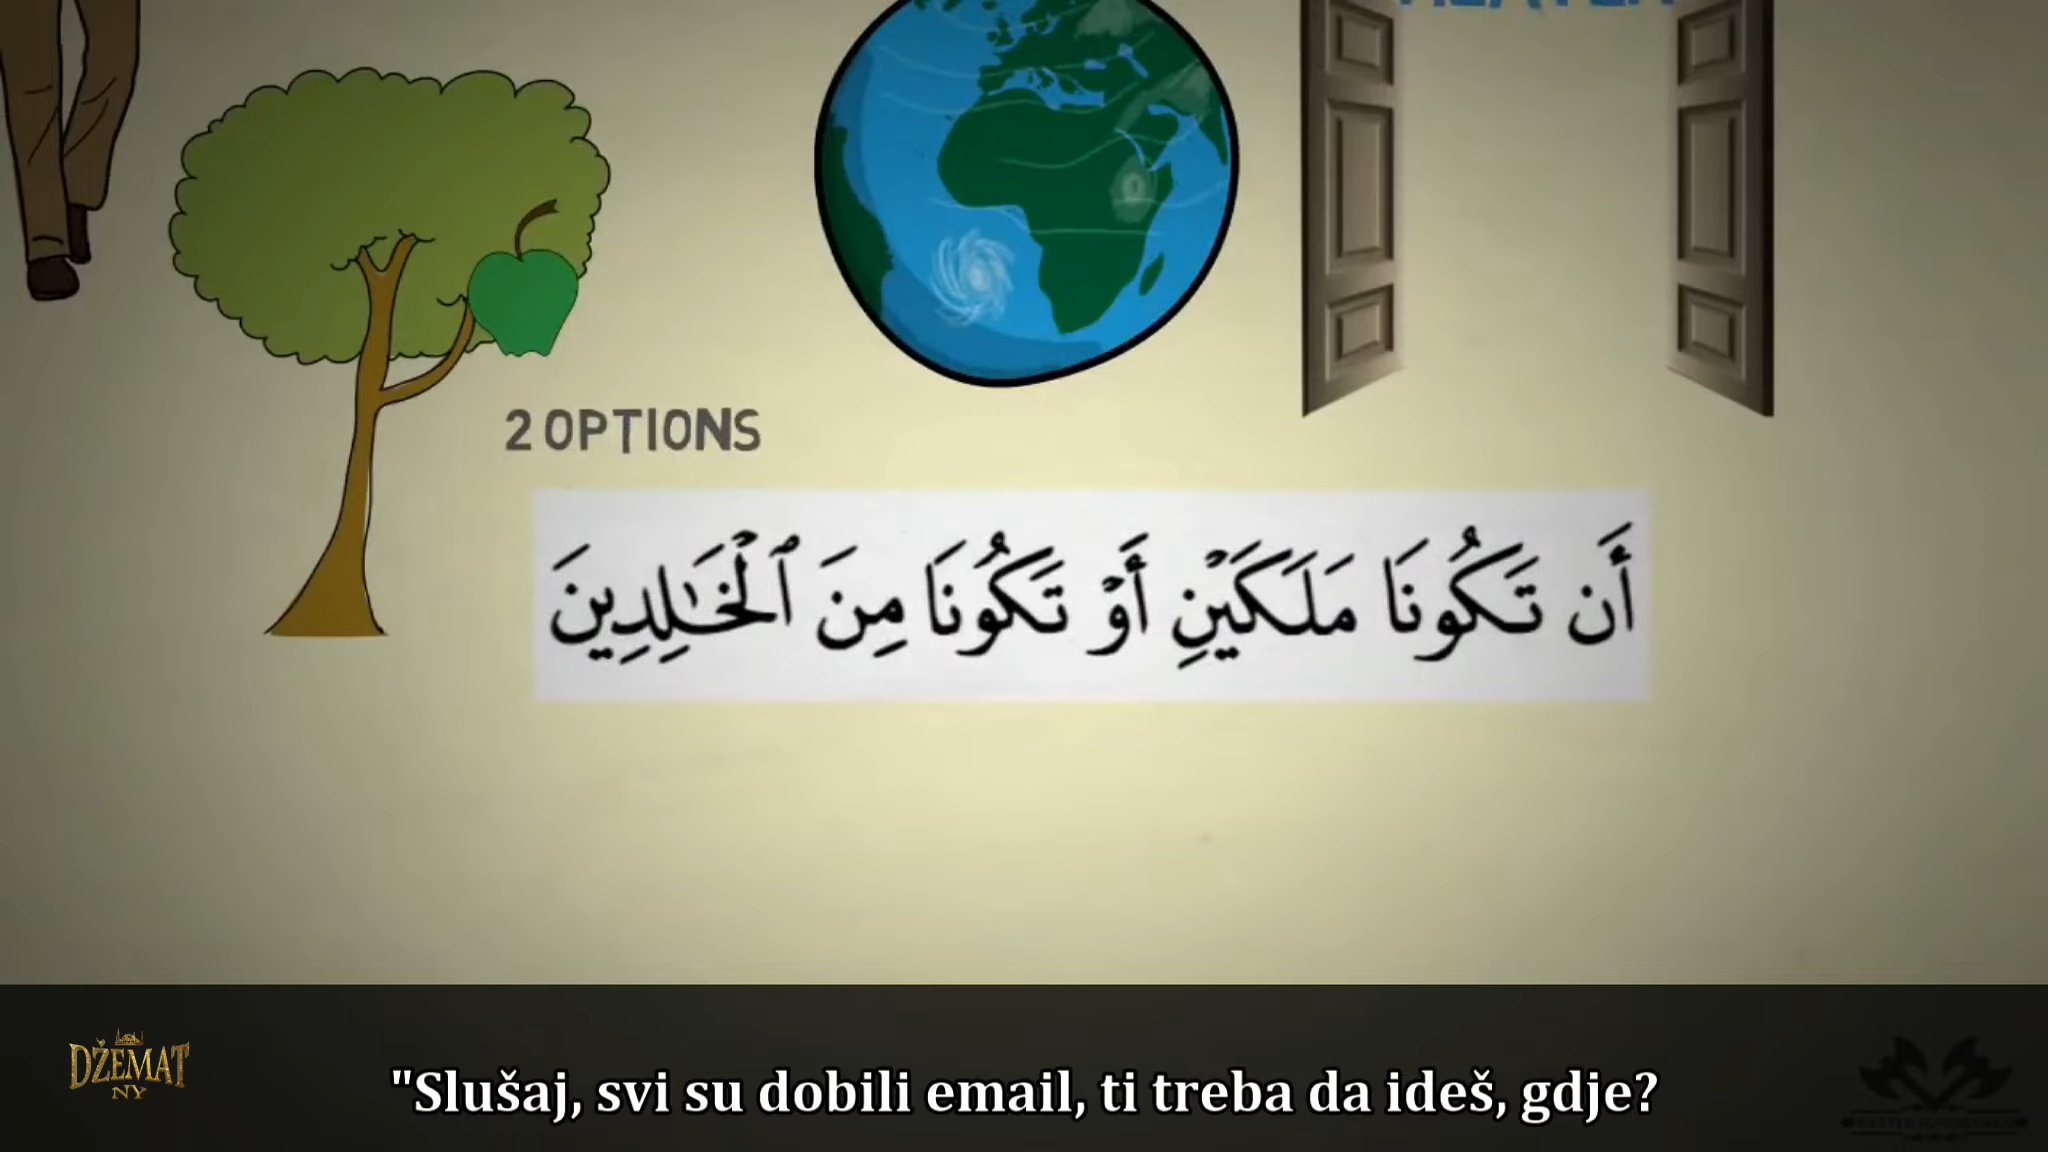 2 OPTIONS
أَن تَكُونَا مَلَكَيْنِ أَوْ تَكُونَا مِنَ ٱلْخَـٰلِدِينَ
DŽEMAT
NY
"Slušaj, svi su dobili email, ti treba da ideš, gdje?